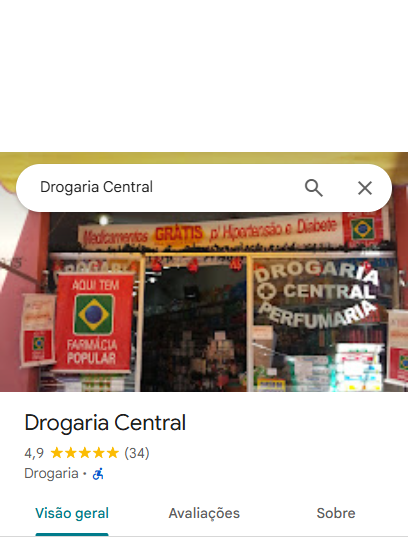 Drogaria Central
Medicamentos GRÁTIS p/ Hipertensão e Diabete
AQUI TEM
FARMÁCIA
POPULAR
DROGARIA
CENTRAL
PERFUMARIA
Drogaria Central
4,9 (34)
Drogaria ·
Visão geral
Avaliações
Sobre